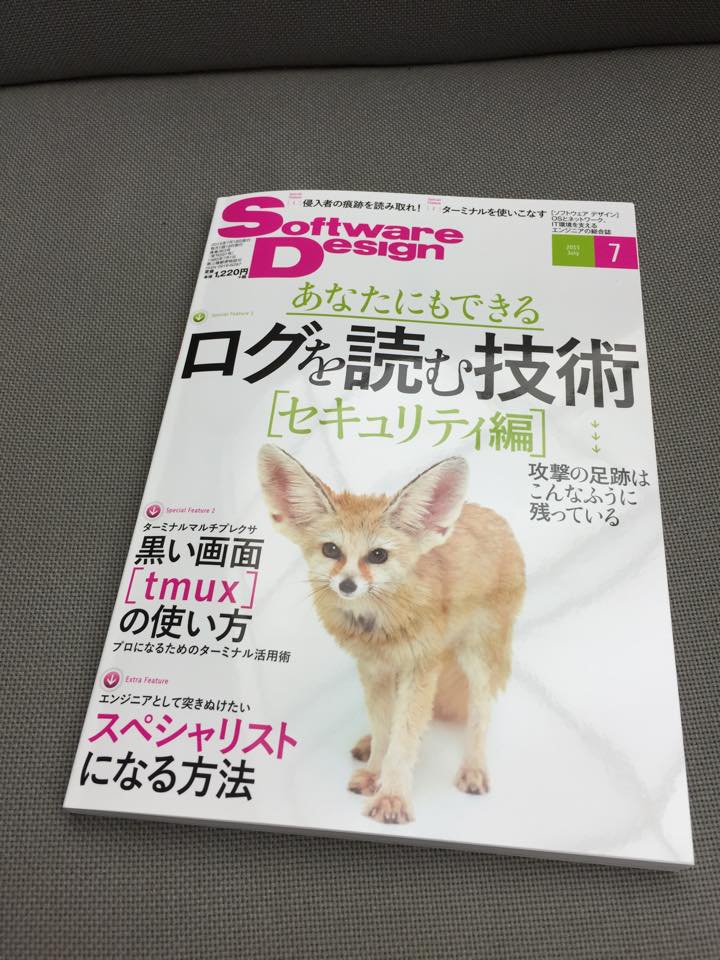 侵入者の痕跡を読み取れ!
ターミナルを使いこなす
[ソフトウェア デザイン]
OSとネットワーク、
IT環境を支える
エンジニアの総合誌
Software
Design
2015
July
7
1,220円
Special Feature 1
あなたにもできる
ログを読む技術
[セキュリティ編]
攻撃の足跡は
こんなふうに
残っている
Special Feature 2
ターミナルマルチプレクサ
黒い画面
[tmux]
の使い方
プロになるためのターミナル活用術
Extra Feature
エンジニアとして突きぬけたい
スペシャリスト
になる方法